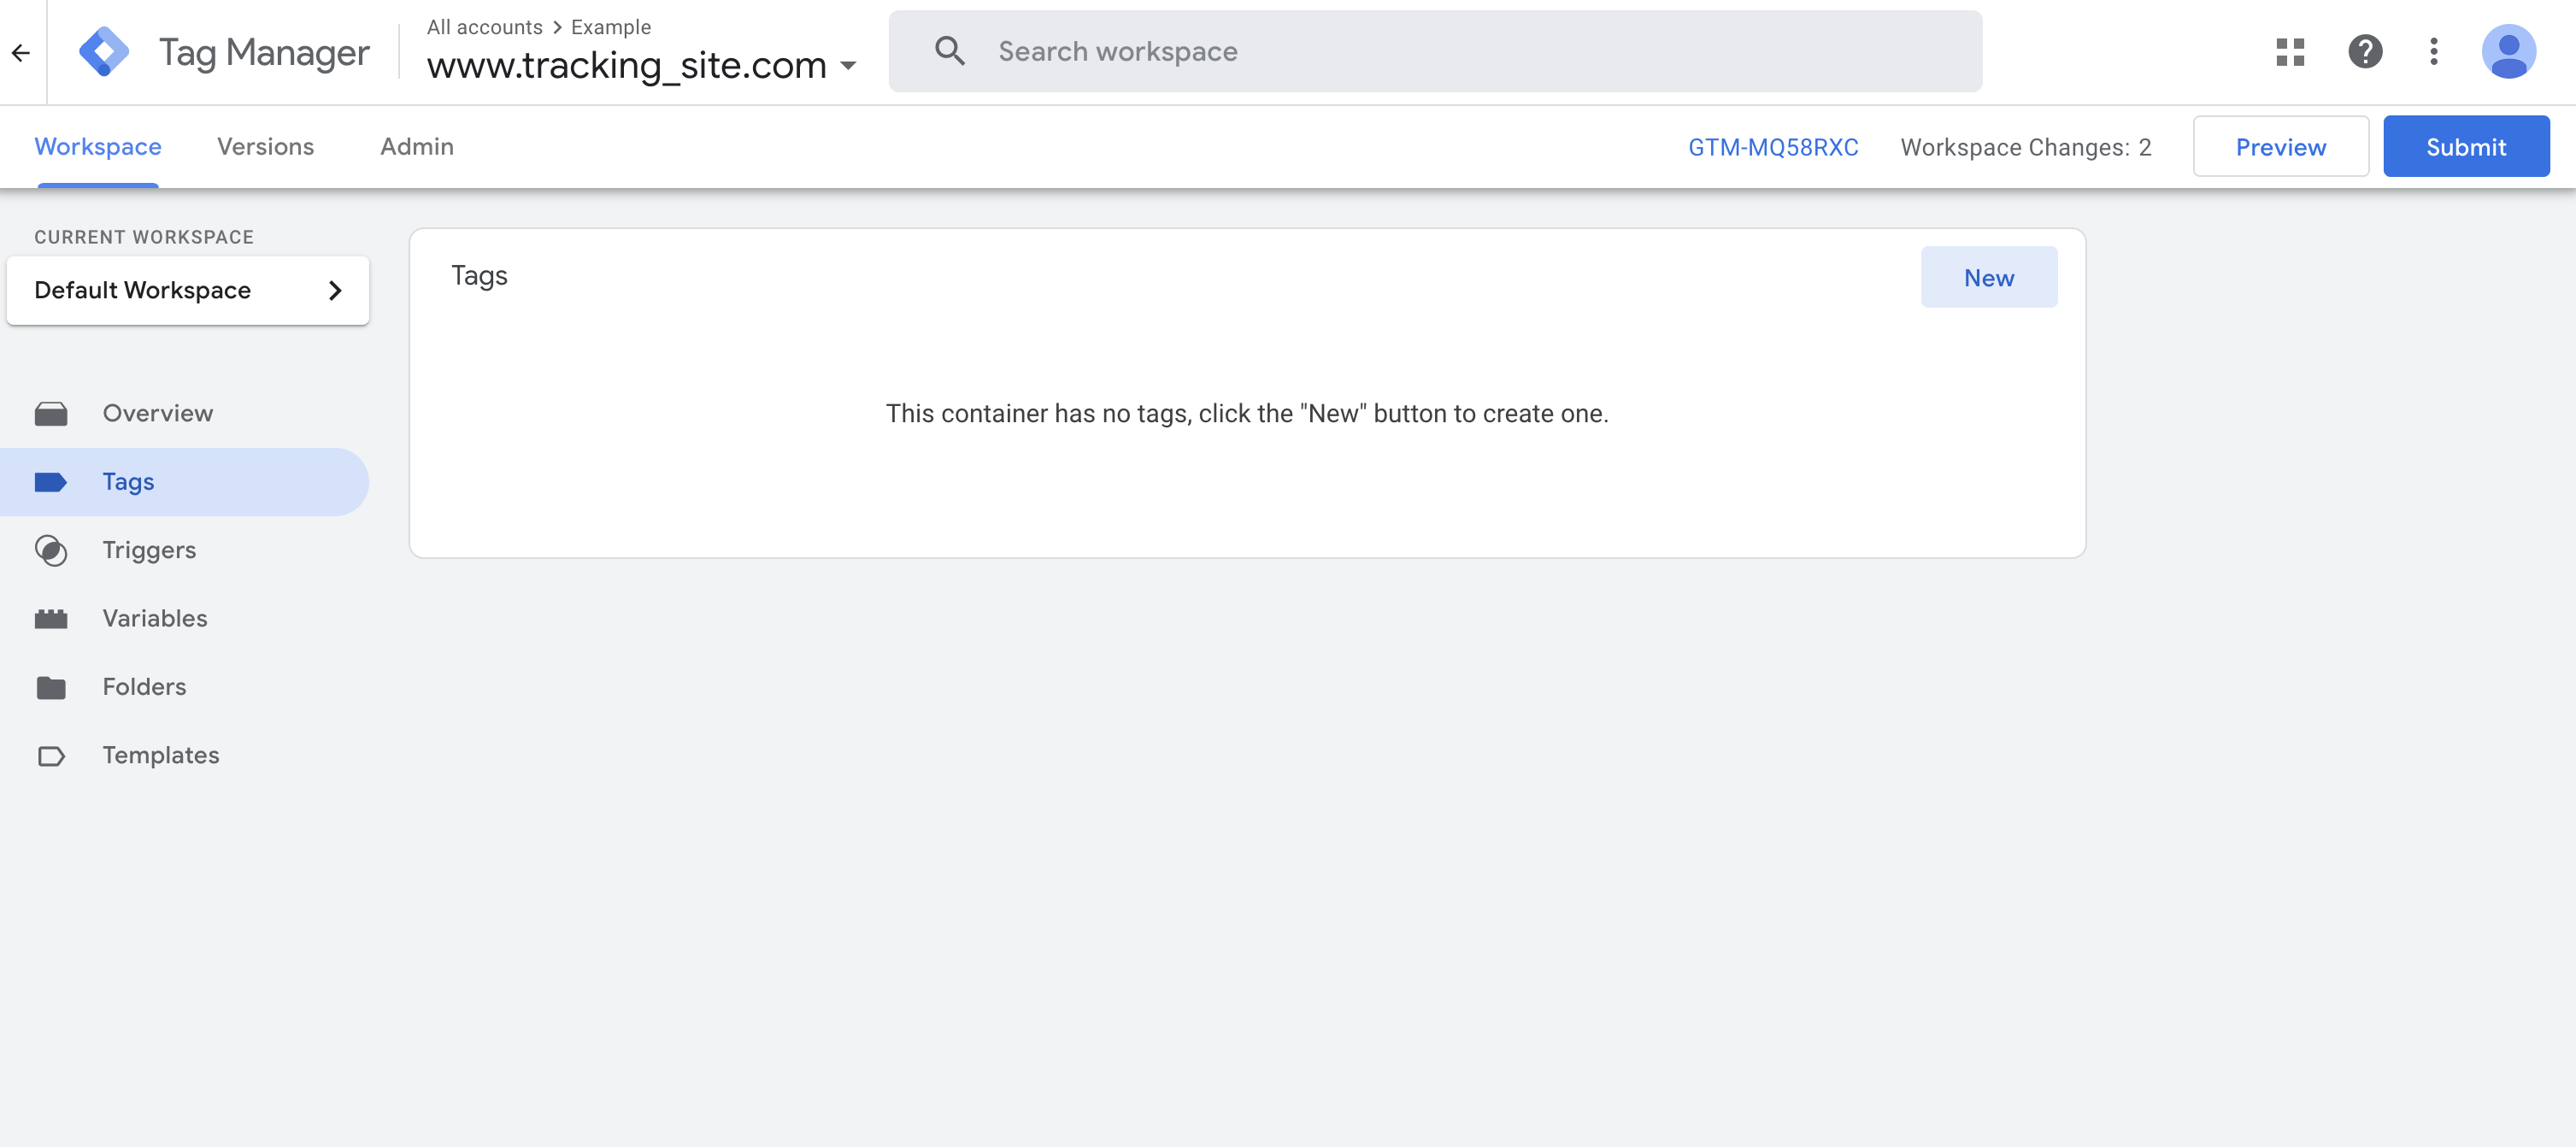 Tag Manager
All accounts > Example
www.tracking_site.com
Search workspace
Workspace
Versions
Admin
GTM-MQ58RXC
Workspace Changes: 2
Preview
Submit
CURRENT WORKSPACE
Default Workspace
Overview
Tags
Triggers
Variables
Folders
Templates
Tags
New
This container has no tags, click the "New" button to create one.